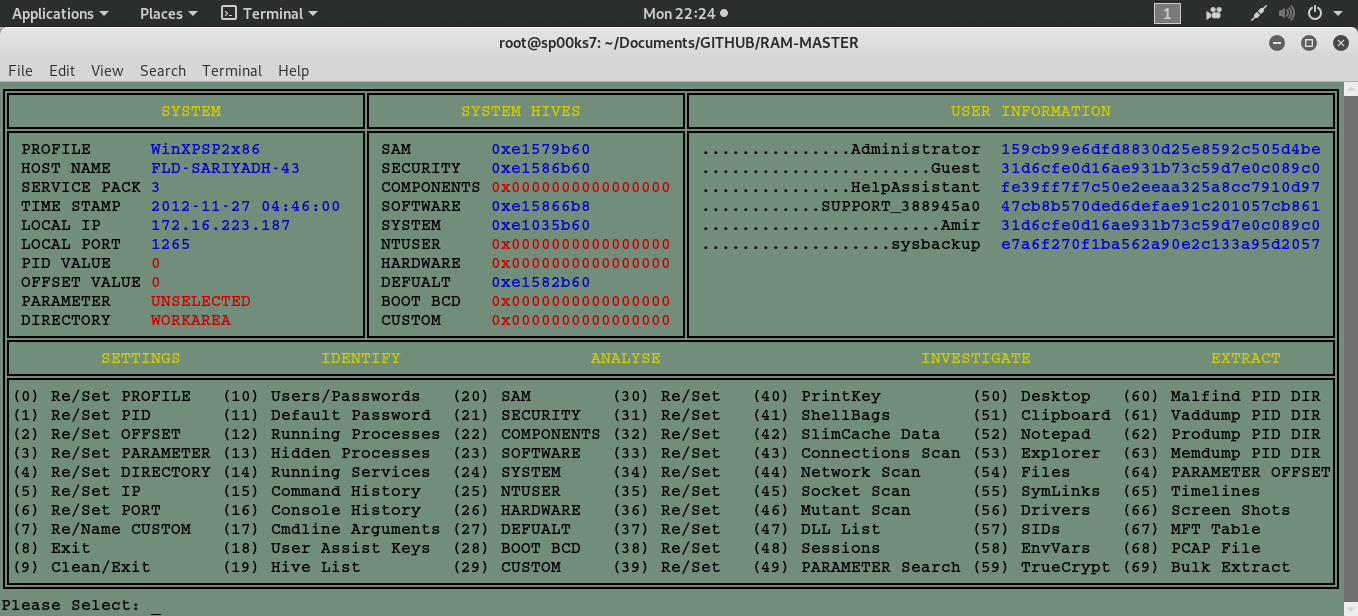 Applications Places Terminal Mon 22:24 1
root@sp00ks7: ~/Documents/GITHUB/RAM-MASTER
File Edit View Search Terminal Help
SYSTEM SYSTEM HIVES USER INFORMATION
PROFILE WinXPSP2x86 SAM 0xe1579b60 ...............Administrator 159cb99e6dfd8830d25e8592c505d4be
HOST NAME FLD-SARIYADH-43 SECURITY 0xe1586b60 .......................Guest 31d6cfe0d16ae931b73c59d7e0c089c0
SERVICE PACK 3 COMPONENTS 0x0000000000000000 ...............HelpAssistant fe39ff7f7c50e2eeaa325a8cc7910d97
TIME STAMP 2012-11-27 04:46:00 SOFTWARE 0xe15866b8 ............SUPPORT_388945a0 47cb8b570ded6defae91c201057cb861
LOCAL IP 172.16.223.187 SYSTEM 0xe1035b60 ........................Amir 31d6cfe0d16ae931b73c59d7e0c089c0
LOCAL PORT 1265 NTUSER 0x0000000000000000 ...................sysbackup e7a6f270f1ba562a90e2c133a95d2057
PID VALUE 0 HARDWARE 0x0000000000000000
OFFSET VALUE 0 DEFUALT 0xe1582b60
PARAMETER UNSELECTED BOOT BCD 0x0000000000000000
DIRECTORY WORKAREA CUSTOM 0x0000000000000000
SETTINGS IDENTIFY ANALYSE INVESTIGATE EXTRACT
(0) Re/Set PROFILE (10) Users/Passwords (20) SAM (30) Re/Set (40) PrintKey (50) Desktop (60) Malfind PID DIR
(1) Re/Set PID (11) Default Password (21) SECURITY (31) Re/Set (41) ShellBags (51) Clipboard (61) Vaddump PID DIR
(2) Re/Set OFFSET (12) Running Processes (22) COMPONENTS (32) Re/Set (42) SlimCache Data (52) Notepad (62) Prodump PID DIR
(3) Re/Set PARAMETER (13) Hidden Processes (23) SOFTWARE (33) Re/Set (43) Connections Scan (53) Explorer (63) Memdump PID DIR
(4) Re/Set DIRECTORY (14) Running Services (24) SYSTEM (34) Re/Set (44) Network Scan (54) Files (64) PARAMETER OFFSET
(5) Re/Set IP (15) Command History (25) NTUSER (35) Re/Set (45) Socket Scan (55) SymLinks (65) Timelines
(6) Re/Set PORT (16) Console History (26) HARDWARE (36) Re/Set (46) Mutant Scan (56) Drivers (66) Screen Shots
(7) Re/Name CUSTOM (17) Cmdline Arguments (27) DEFUALT (37) Re/Set (47) DLL List (57) SIDs (67) MFT Table
(8) Exit (18) User Assist Keys (28) BOOT BCD (38) Re/Set (48) Sessions (58) EnvVars (68) PCAP File
(9) Clean/Exit (19) Hive List (29) CUSTOM (39) Re/Set (49) PARAMETER Search (59) TrueCrypt (69) Bulk Extract
Please Select: _